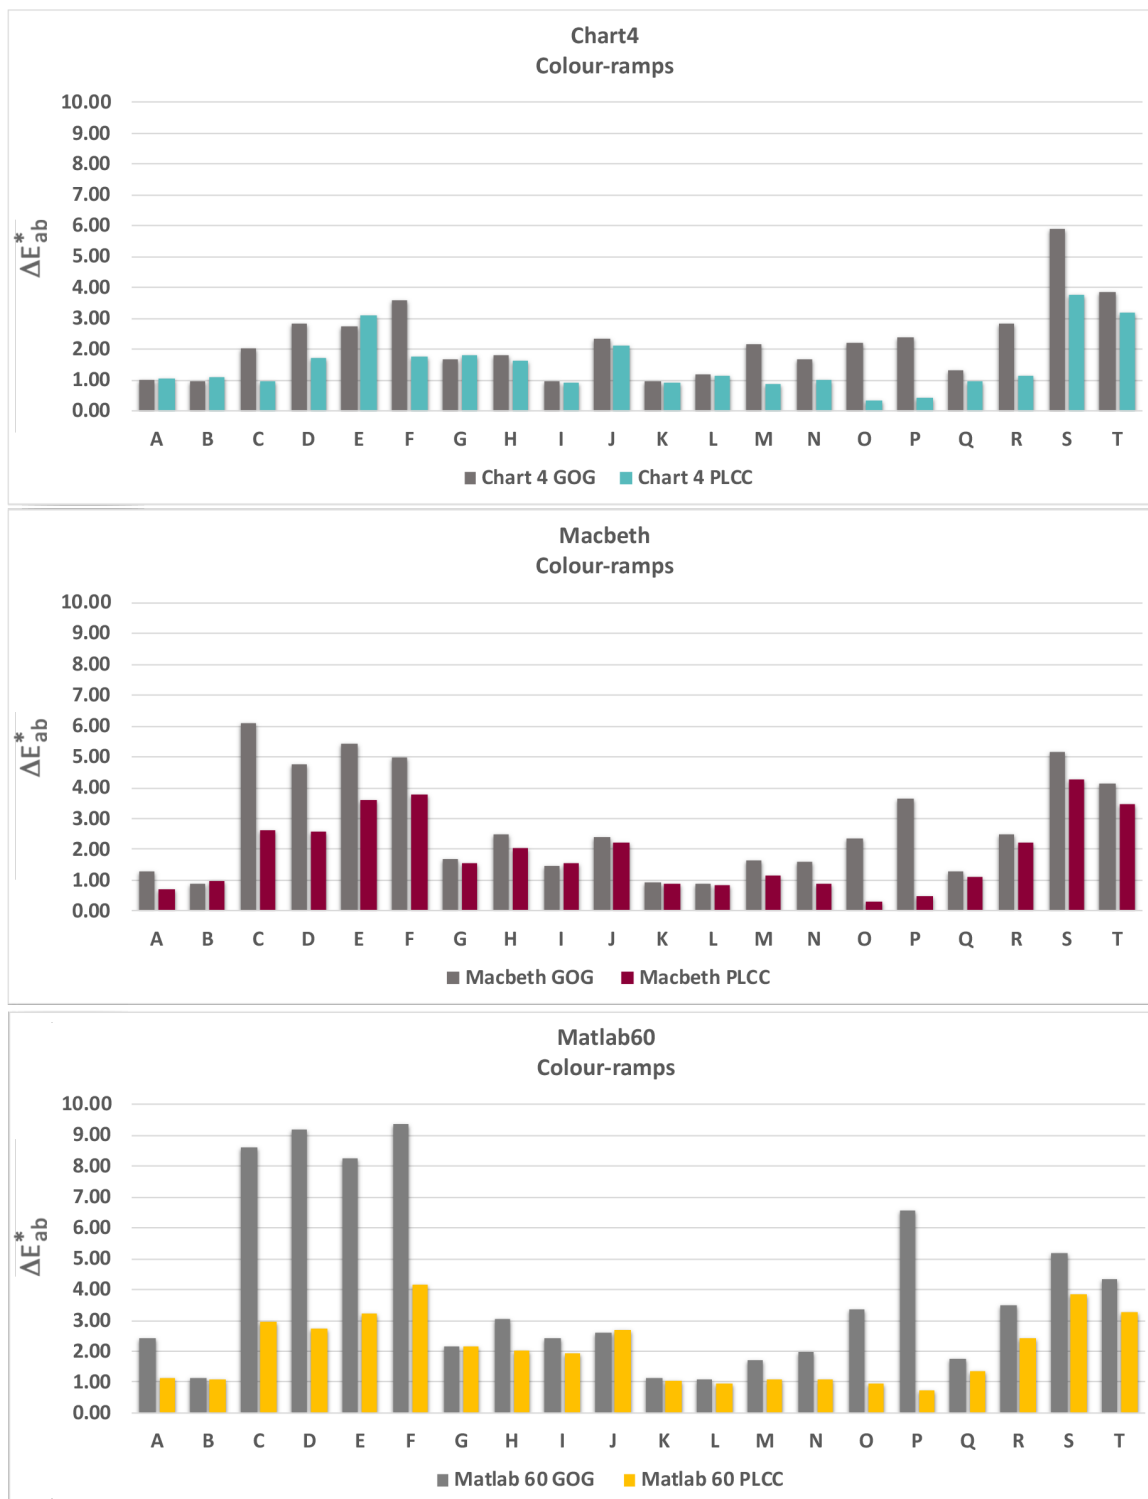 Chart4
Colour-ramps
10.00
9.00
8.00
7.00
6.00
5.00
4.00
3.00
2.00
1.00
0.00
ΔE*ab
A B C D E F G H I J K L M N O P Q R S T
Chart 4 GOG Chart 4 PLCC
Macbeth
Colour-ramps
10.00
9.00
8.00
7.00
6.00
5.00
4.00
3.00
2.00
1.00
0.00
ΔE*ab
A B C D E F G H I J K L M N O P Q R S T
Macbeth GOG Macbeth PLCC
Matlab60
Colour-ramps
10.00
9.00
8.00
7.00
6.00
5.00
4.00
3.00
2.00
1.00
0.00
ΔE*ab
A B C D E F G H I J K L M N O P Q R S T
Matlab 60 GOG Matlab 60 PLCC